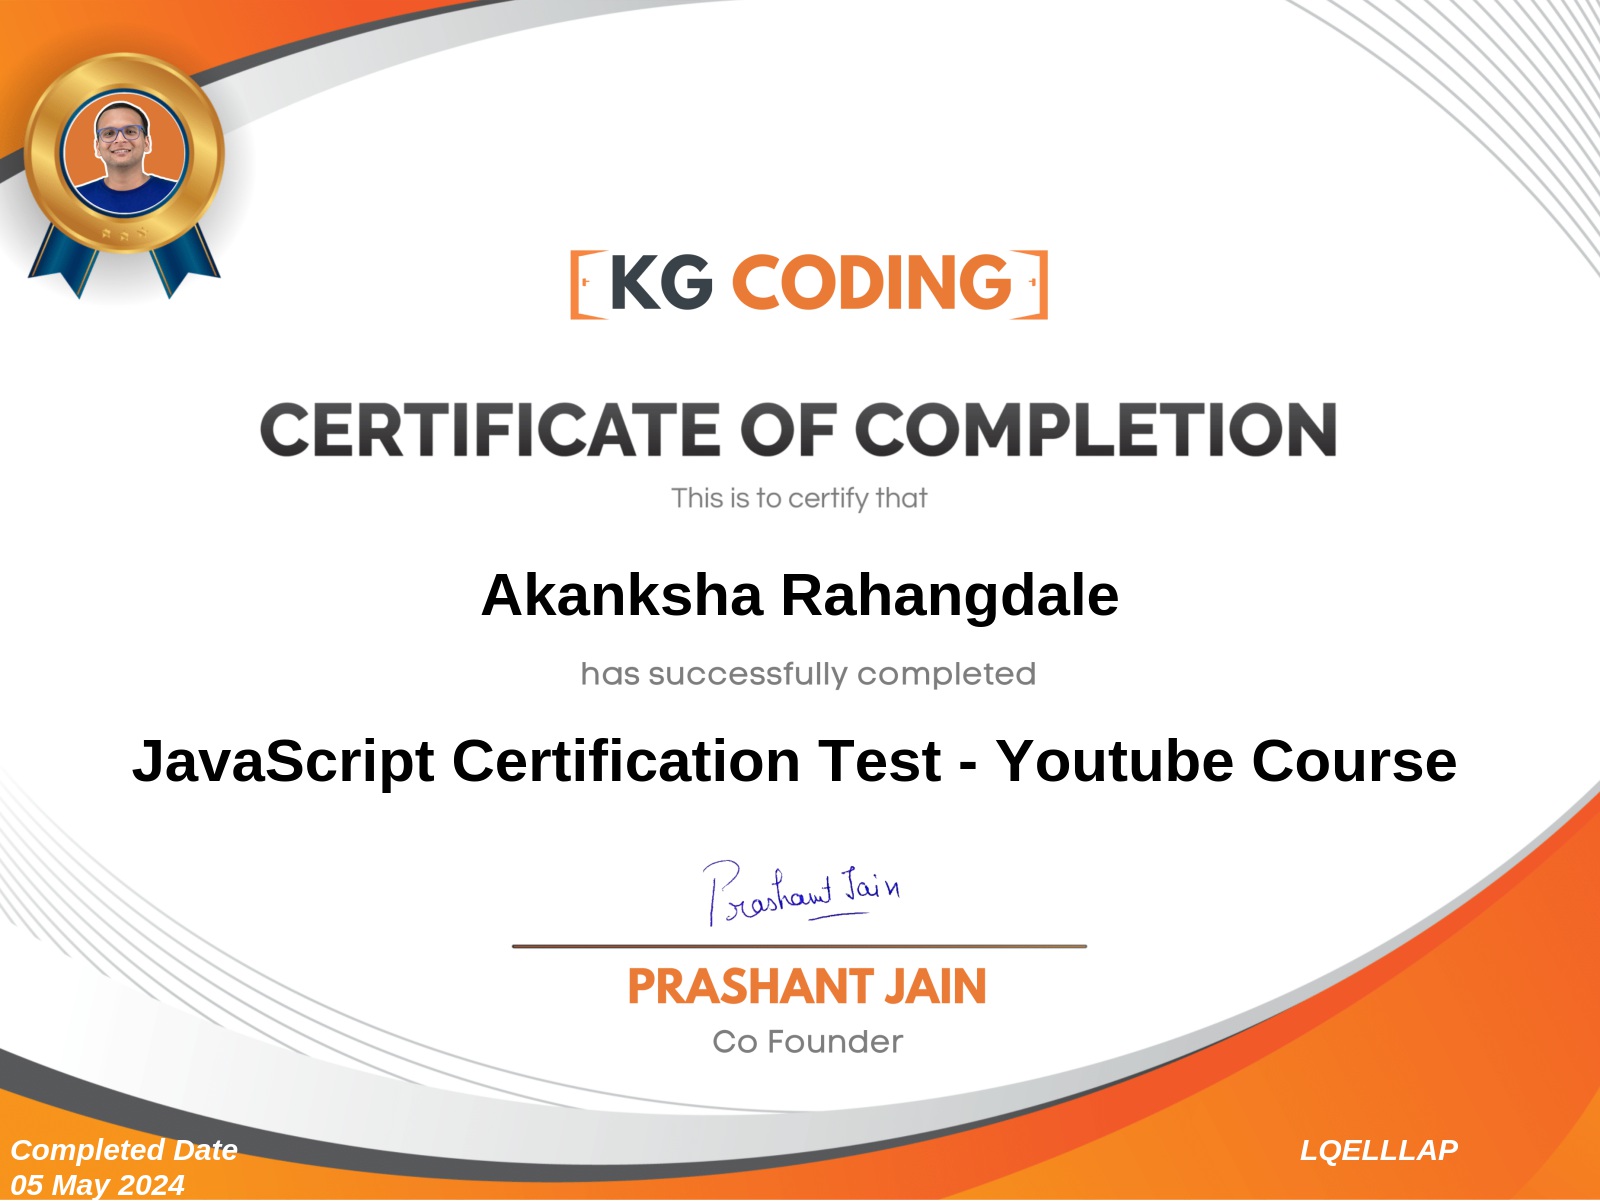 KG CODING
CERTIFICATE OF COMPLETION
This is to certify that
Akanksha Rahangdale
has successfully completed
JavaScript Certification Test - Youtube Course
Prashant Jain
PRASHANT JAIN
Co Founder
Completed Date
05 May 2024
LQELLLAP